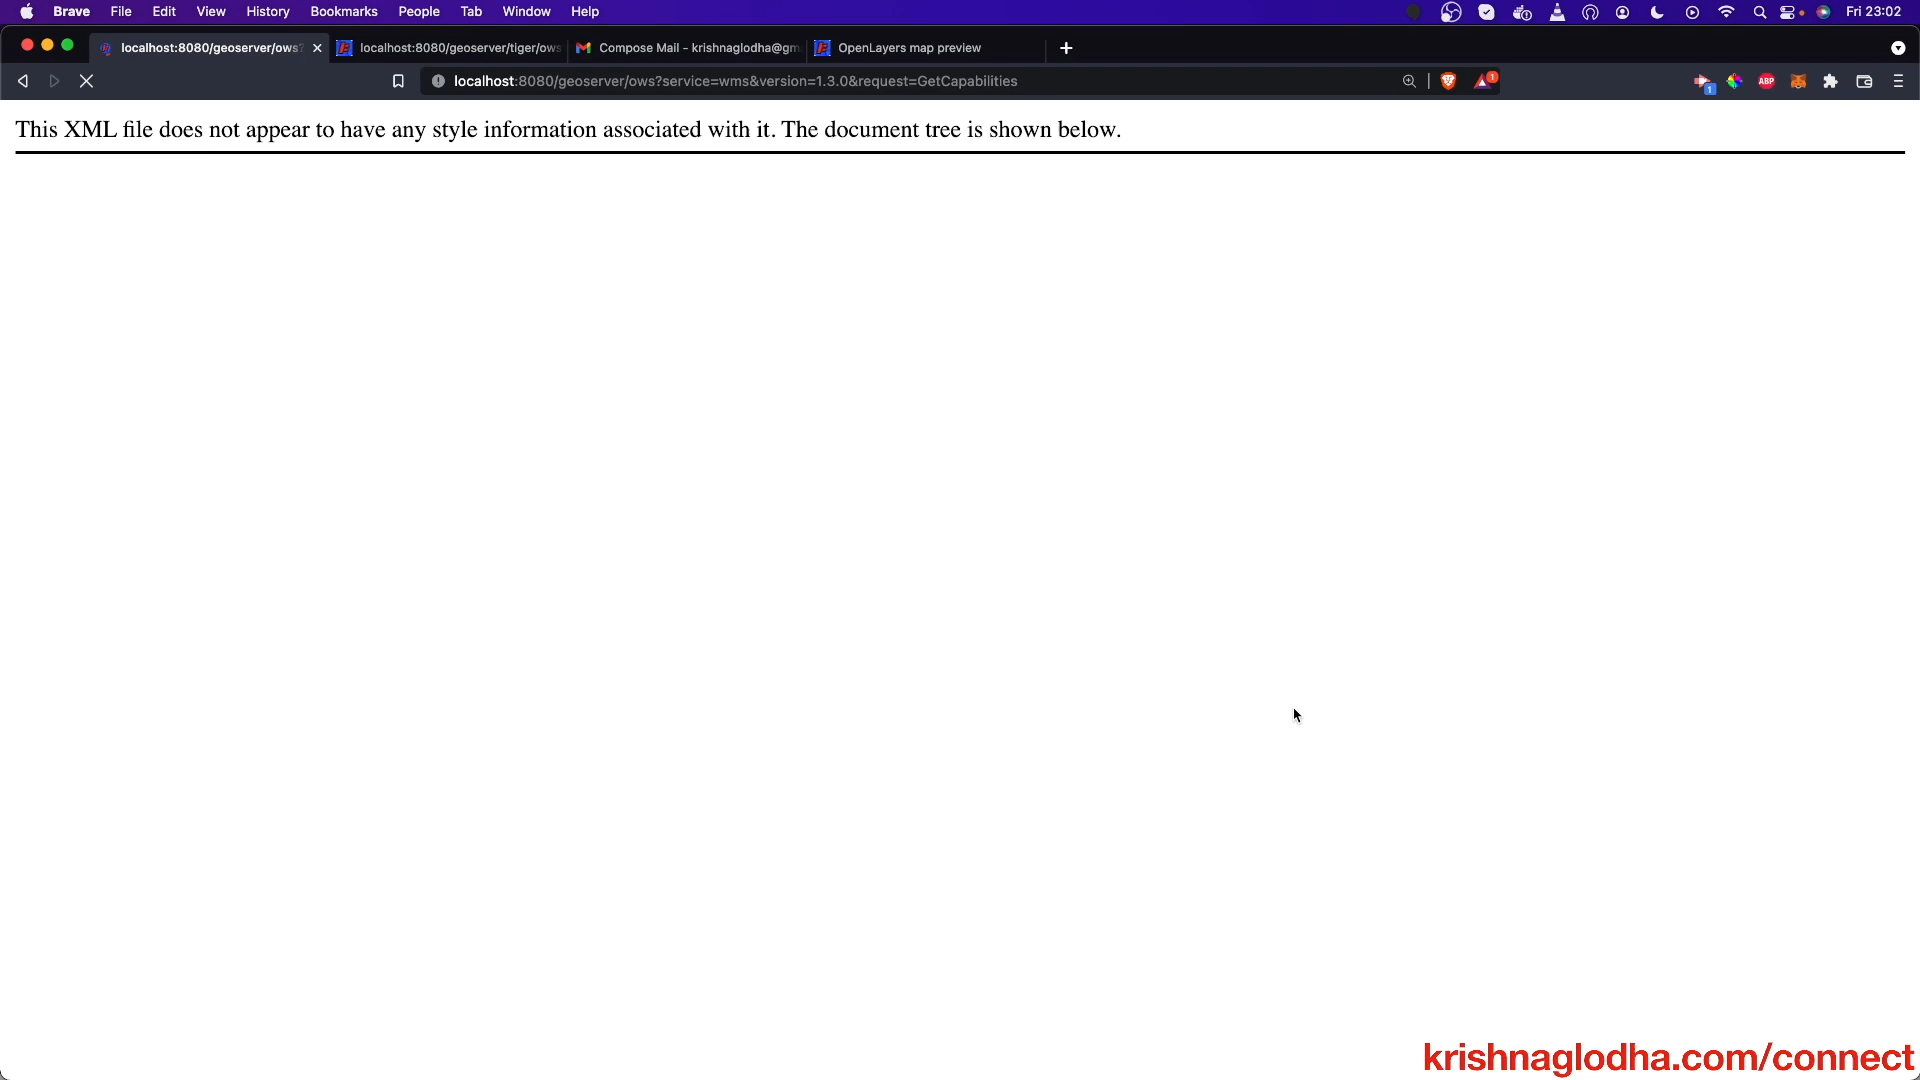 Brave File Edit View History Bookmarks People Tab Window Help Fri 23:02
localhost:8080/geoserver/ows? localhost:8080/geoserver/tiger/ows Compose Mail - krishnaglodha@gm OpenLayers map preview
localhost:8080/geoserver/ows?service=wms&version=1.3.0&request=GetCapabilities 1 1 ABP
This XML file does not appear to have any style information associated with it. The document tree is shown below.
krishnaglodha.com/connect